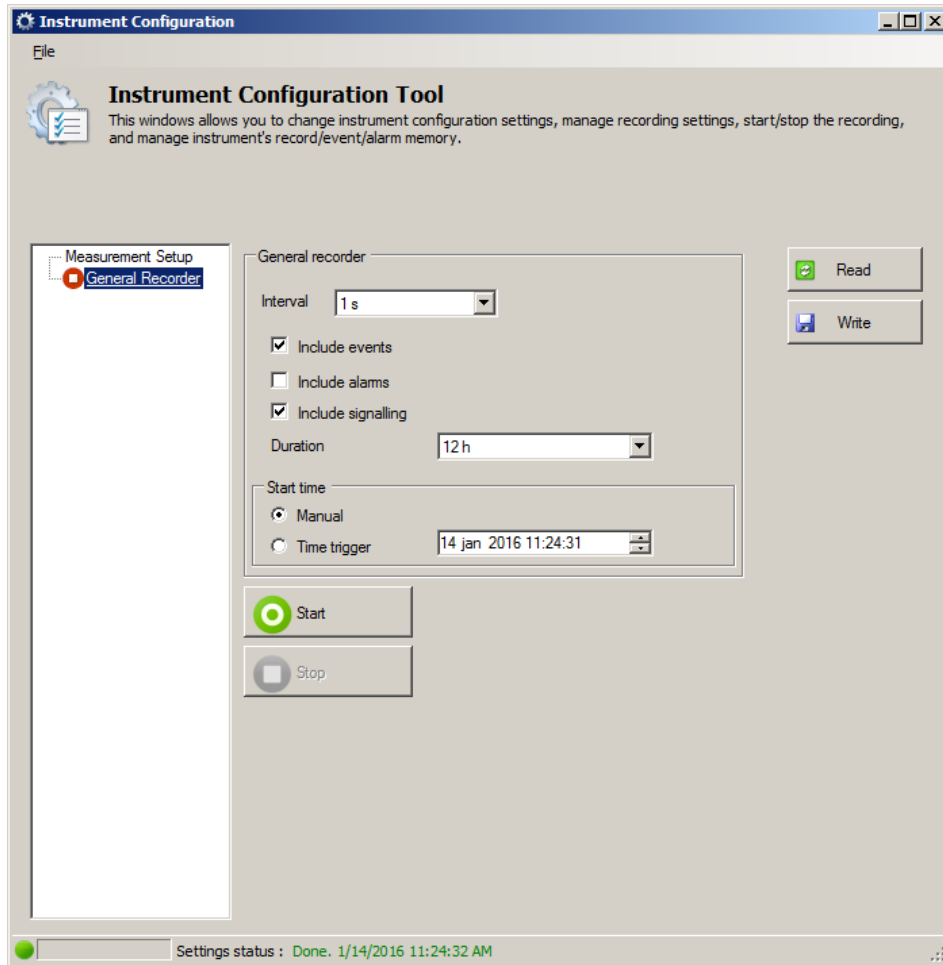 Instrument Configuration
File
Instrument Configuration Tool
This windows allows you to change instrument configuration settings, manage recording settings, start/stop the recording,
and manage instrument's record/event/alarm memory.
Measurement Setup
General Recorder
General recorder
Interval 1 s
Include events
Include alarms
Include signalling
Duration 12 h
Start time
Manual
Time trigger 14 jan 2016 11:24:31
Read
Write
Start
Stop
Settings status : Done. 1/14/2016 11:24:32 AM